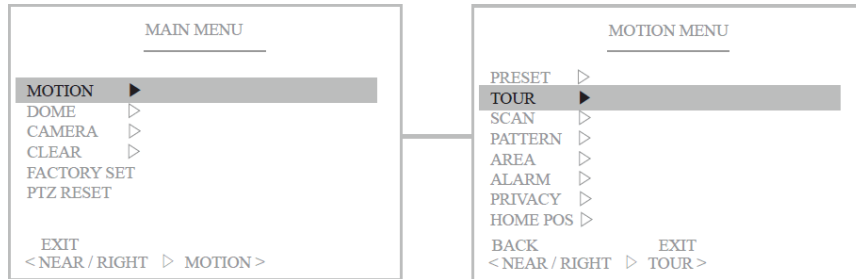 MAIN MENU
MOTION ▶
DOME ▷
CAMERA ▷
CLEAR ▷
FACTORY SET
PTZ RESET
EXIT
< NEAR / RIGHT ▷ MOTION >
MOTION MENU
PRESET ▷
TOUR ▶
SCAN ▷
PATTERN ▷
AREA ▷
ALARM ▷
PRIVACY ▷
HOME POS ▷
BACK EXIT
< NEAR / RIGHT ▷ TOUR >